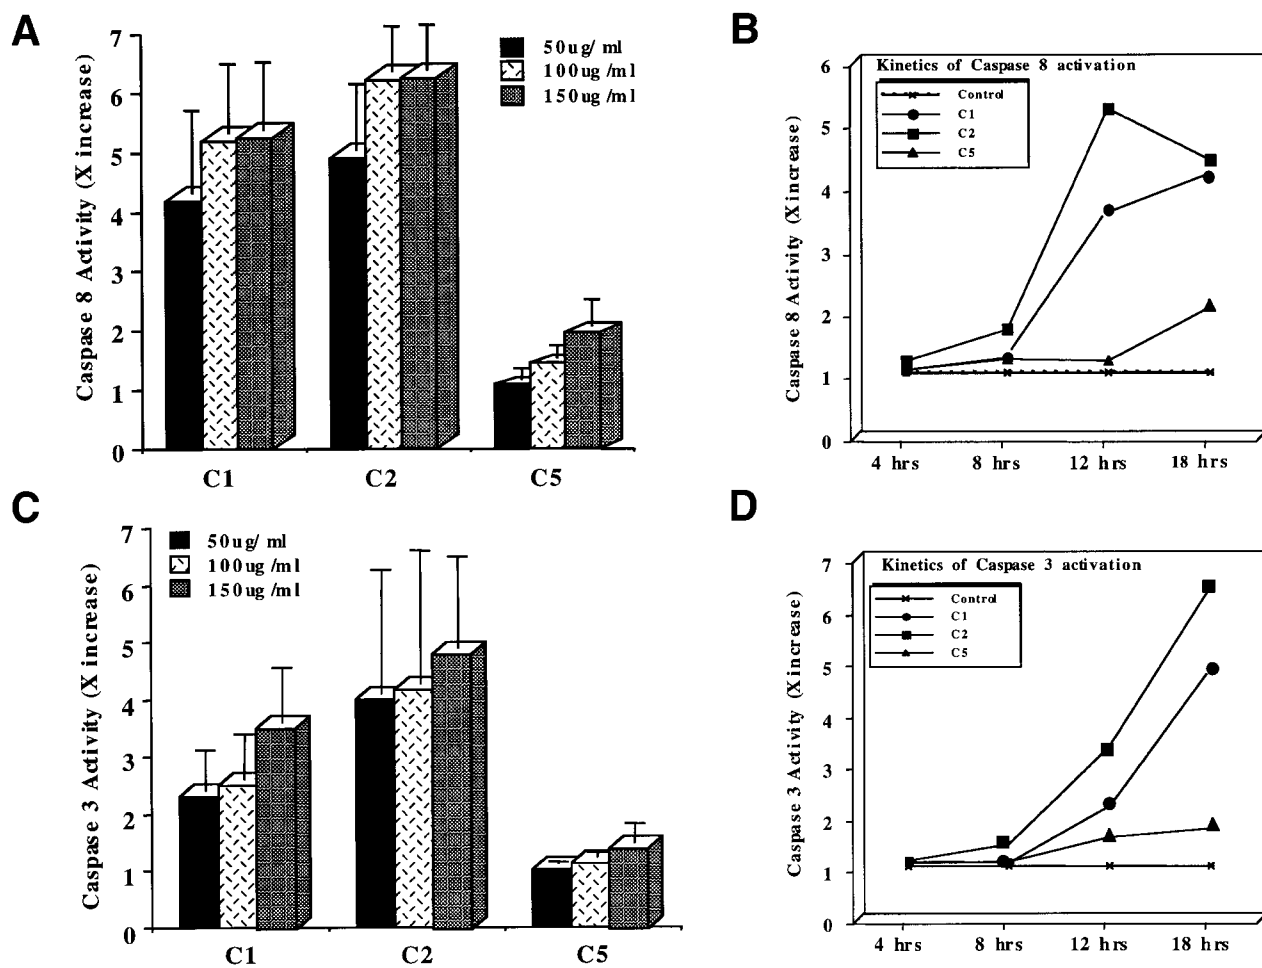 A
Caspase 8 Activity (X increase)
7
6
5
4
3
2
1
0
50ug/ ml
100ug /ml
150ug /ml
C1 C2 C5
B
Caspase 8 Activity (X increase)
6
5
4
3
2
1
0
Kinetics of Caspase 8 activation
Control
C1
C2
C5
4 hrs 8 hrs 12 hrs 18 hrs
C
Caspase 3 Activity (X increase)
7
6
5
4
3
2
1
0
50ug/ ml
100ug /ml
150ug /ml
C1 C2 C5
D
Caspase 3 Activity (X increase)
7
6
5
4
3
2
1
0
Kinetics of Caspase 3 activation
Control
C1
C2
C5
4 hrs 8 hrs 12 hrs 18 hrs